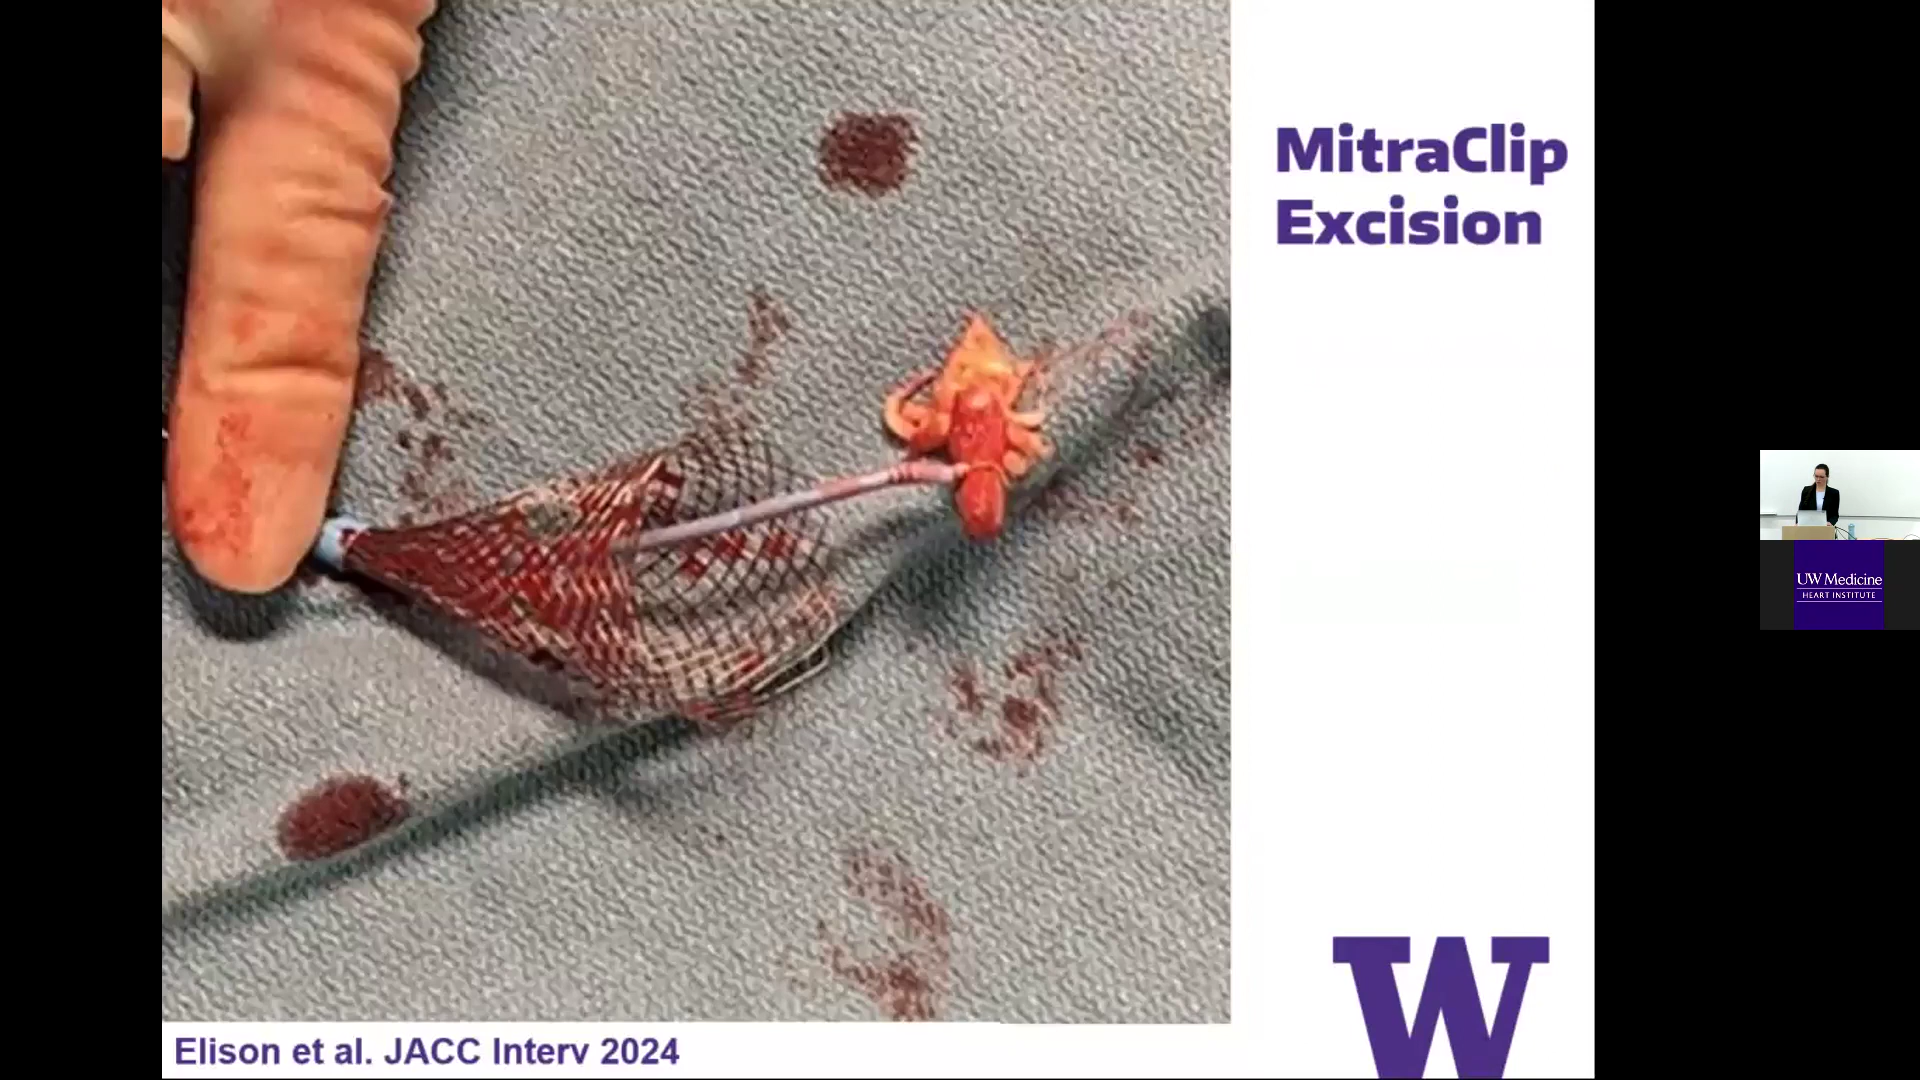 MitraClip
Excision
UW Medicine
HEART INSTITUTE
Elison et al. JACC Interv 2024
W